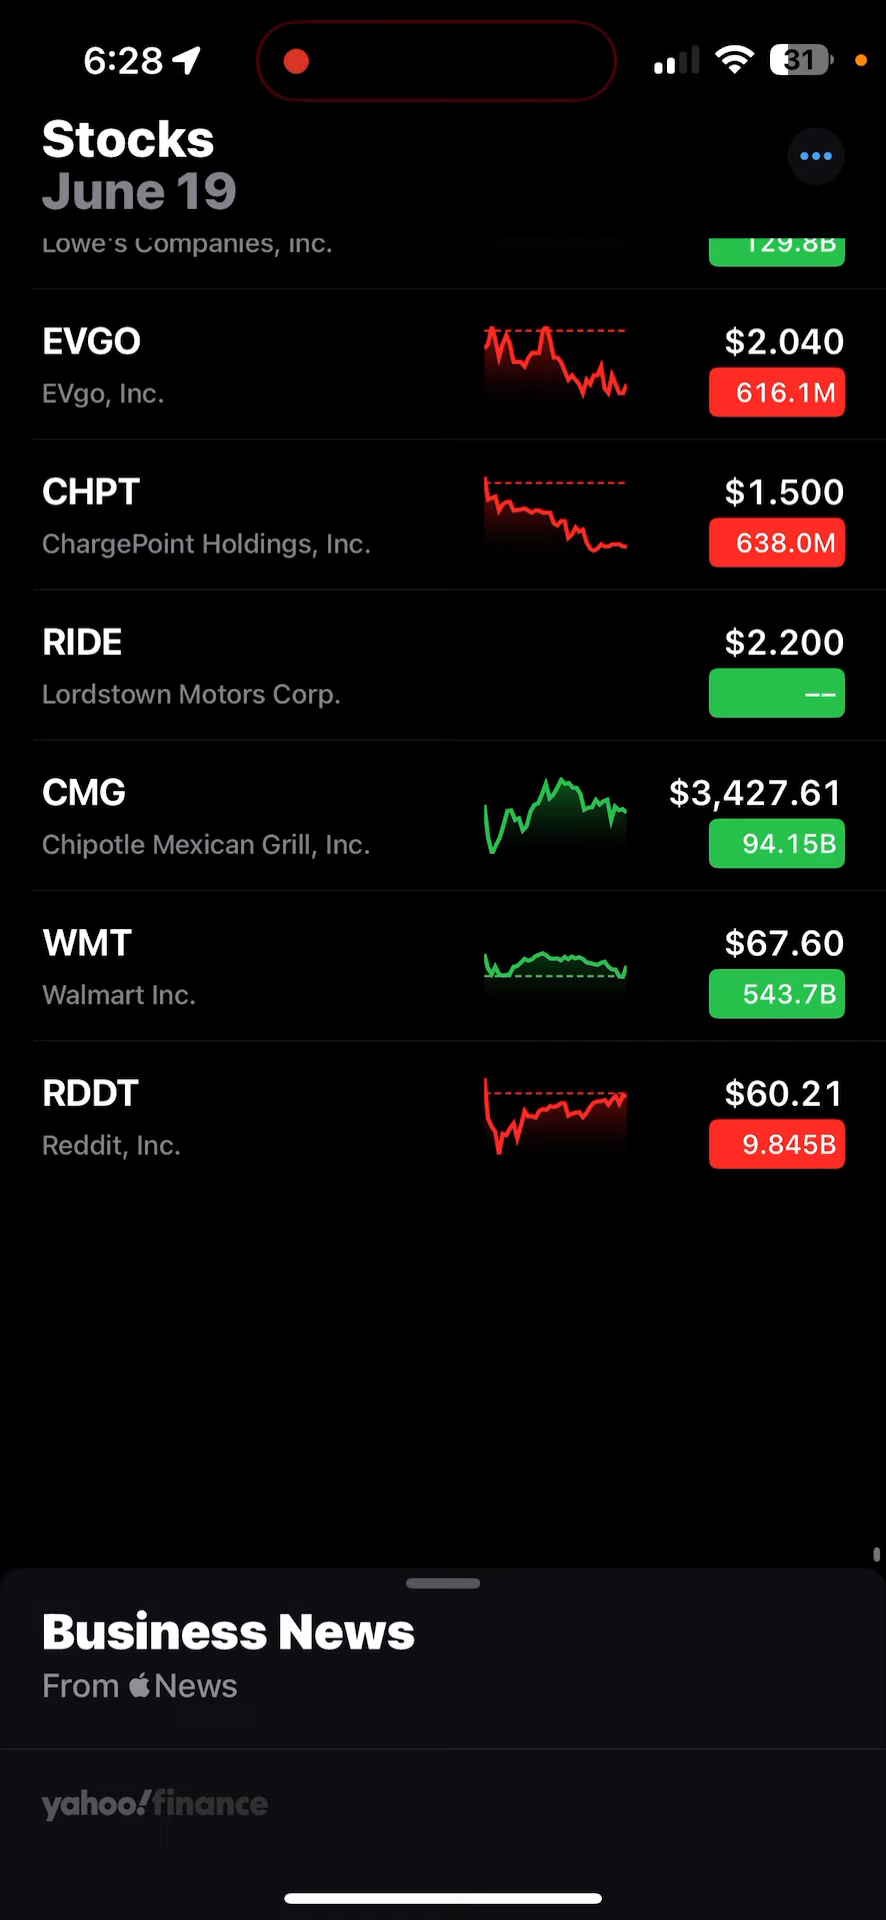 6:28
31
Stocks
June 19
Lowe's Companies, Inc.
129.8B
EVGO
$2.040
EVgo, Inc.
616.1M
CHPT
$1.500
ChargePoint Holdings, Inc.
638.0M
RIDE
$2.200
Lordstown Motors Corp.
--
CMG
$3,427.61
Chipotle Mexican Grill, Inc.
94.15B
WMT
$67.60
Walmart Inc.
543.7B
RDDT
$60.21
Reddit, Inc.
9.845B
Business News
From News
yahoo!finance